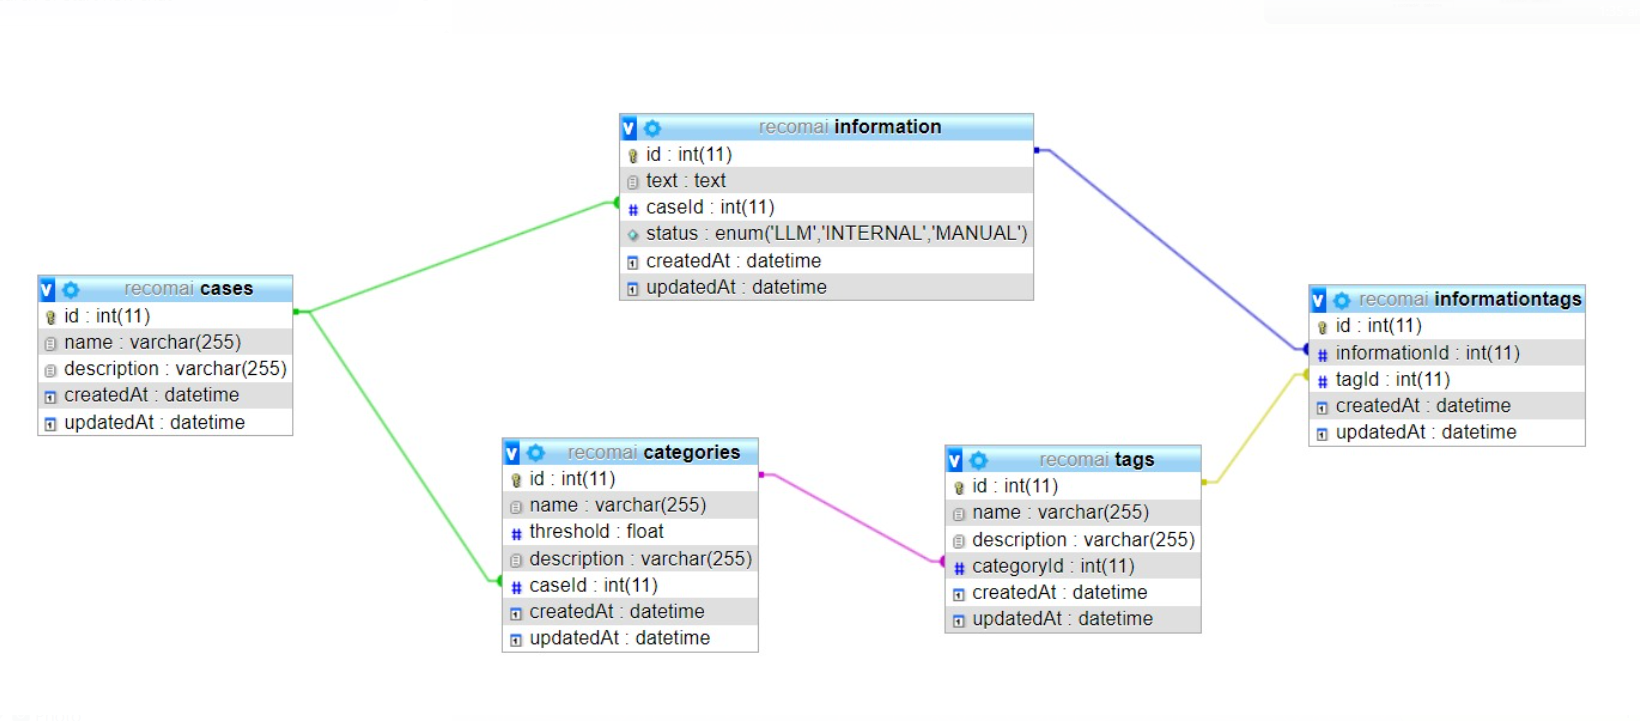 recomai information
id : int(11)
text : text
caseId : int(11)
status : enum('LLM','INTERNAL','MANUAL')
createdAt : datetime
updatedAt : datetime
recomai cases
id : int(11)
name : varchar(255)
description : varchar(255)
createdAt : datetime
updatedAt : datetime
recomai informationtags
id : int(11)
informationId : int(11)
tagId : int(11)
createdAt : datetime
updatedAt : datetime
recomai categories
id : int(11)
name : varchar(255)
threshold : float
description : varchar(255)
caseId : int(11)
createdAt : datetime
updatedAt : datetime
recomai tags
id : int(11)
name : varchar(255)
description : varchar(255)
categoryId : int(11)
createdAt : datetime
updatedAt : datetime